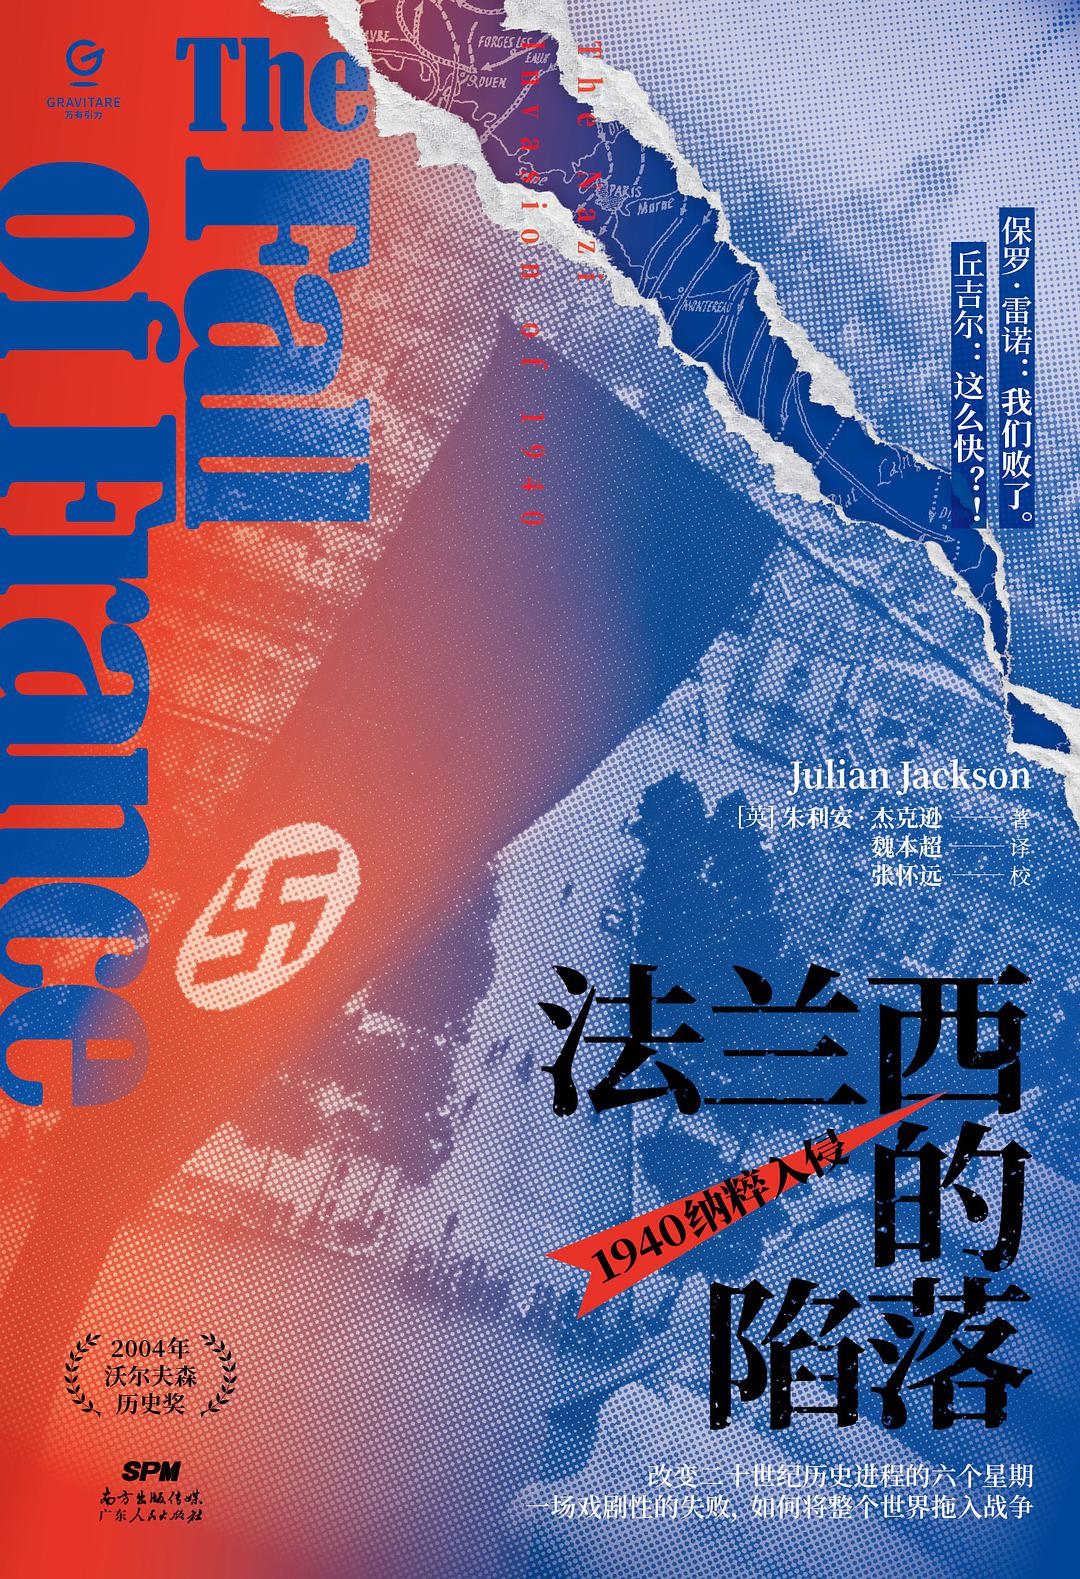 GRAVITARE
万有引力
The Fall
Of France
The Nazi
Invasion of 1940
AUBE
FORGES LES
EAUX
ROUEN
Seine
PARIS
Marne
MONTEREAU
保罗·雷诺：我们败了。
丘吉尔：这么快？！
Julian Jackson
[英] 朱利安·杰克逊 —— 著
魏本超 —— 译
张怀远 —— 校
法兰西
的
陷落
1940纳粹入侵
2004年
沃尔夫森
历史奖
SPM
南方出版传媒
广东人民出版社
改变二十世纪历史进程的六个星期
一场戏剧性的失败，如何将整个世界拖入战争